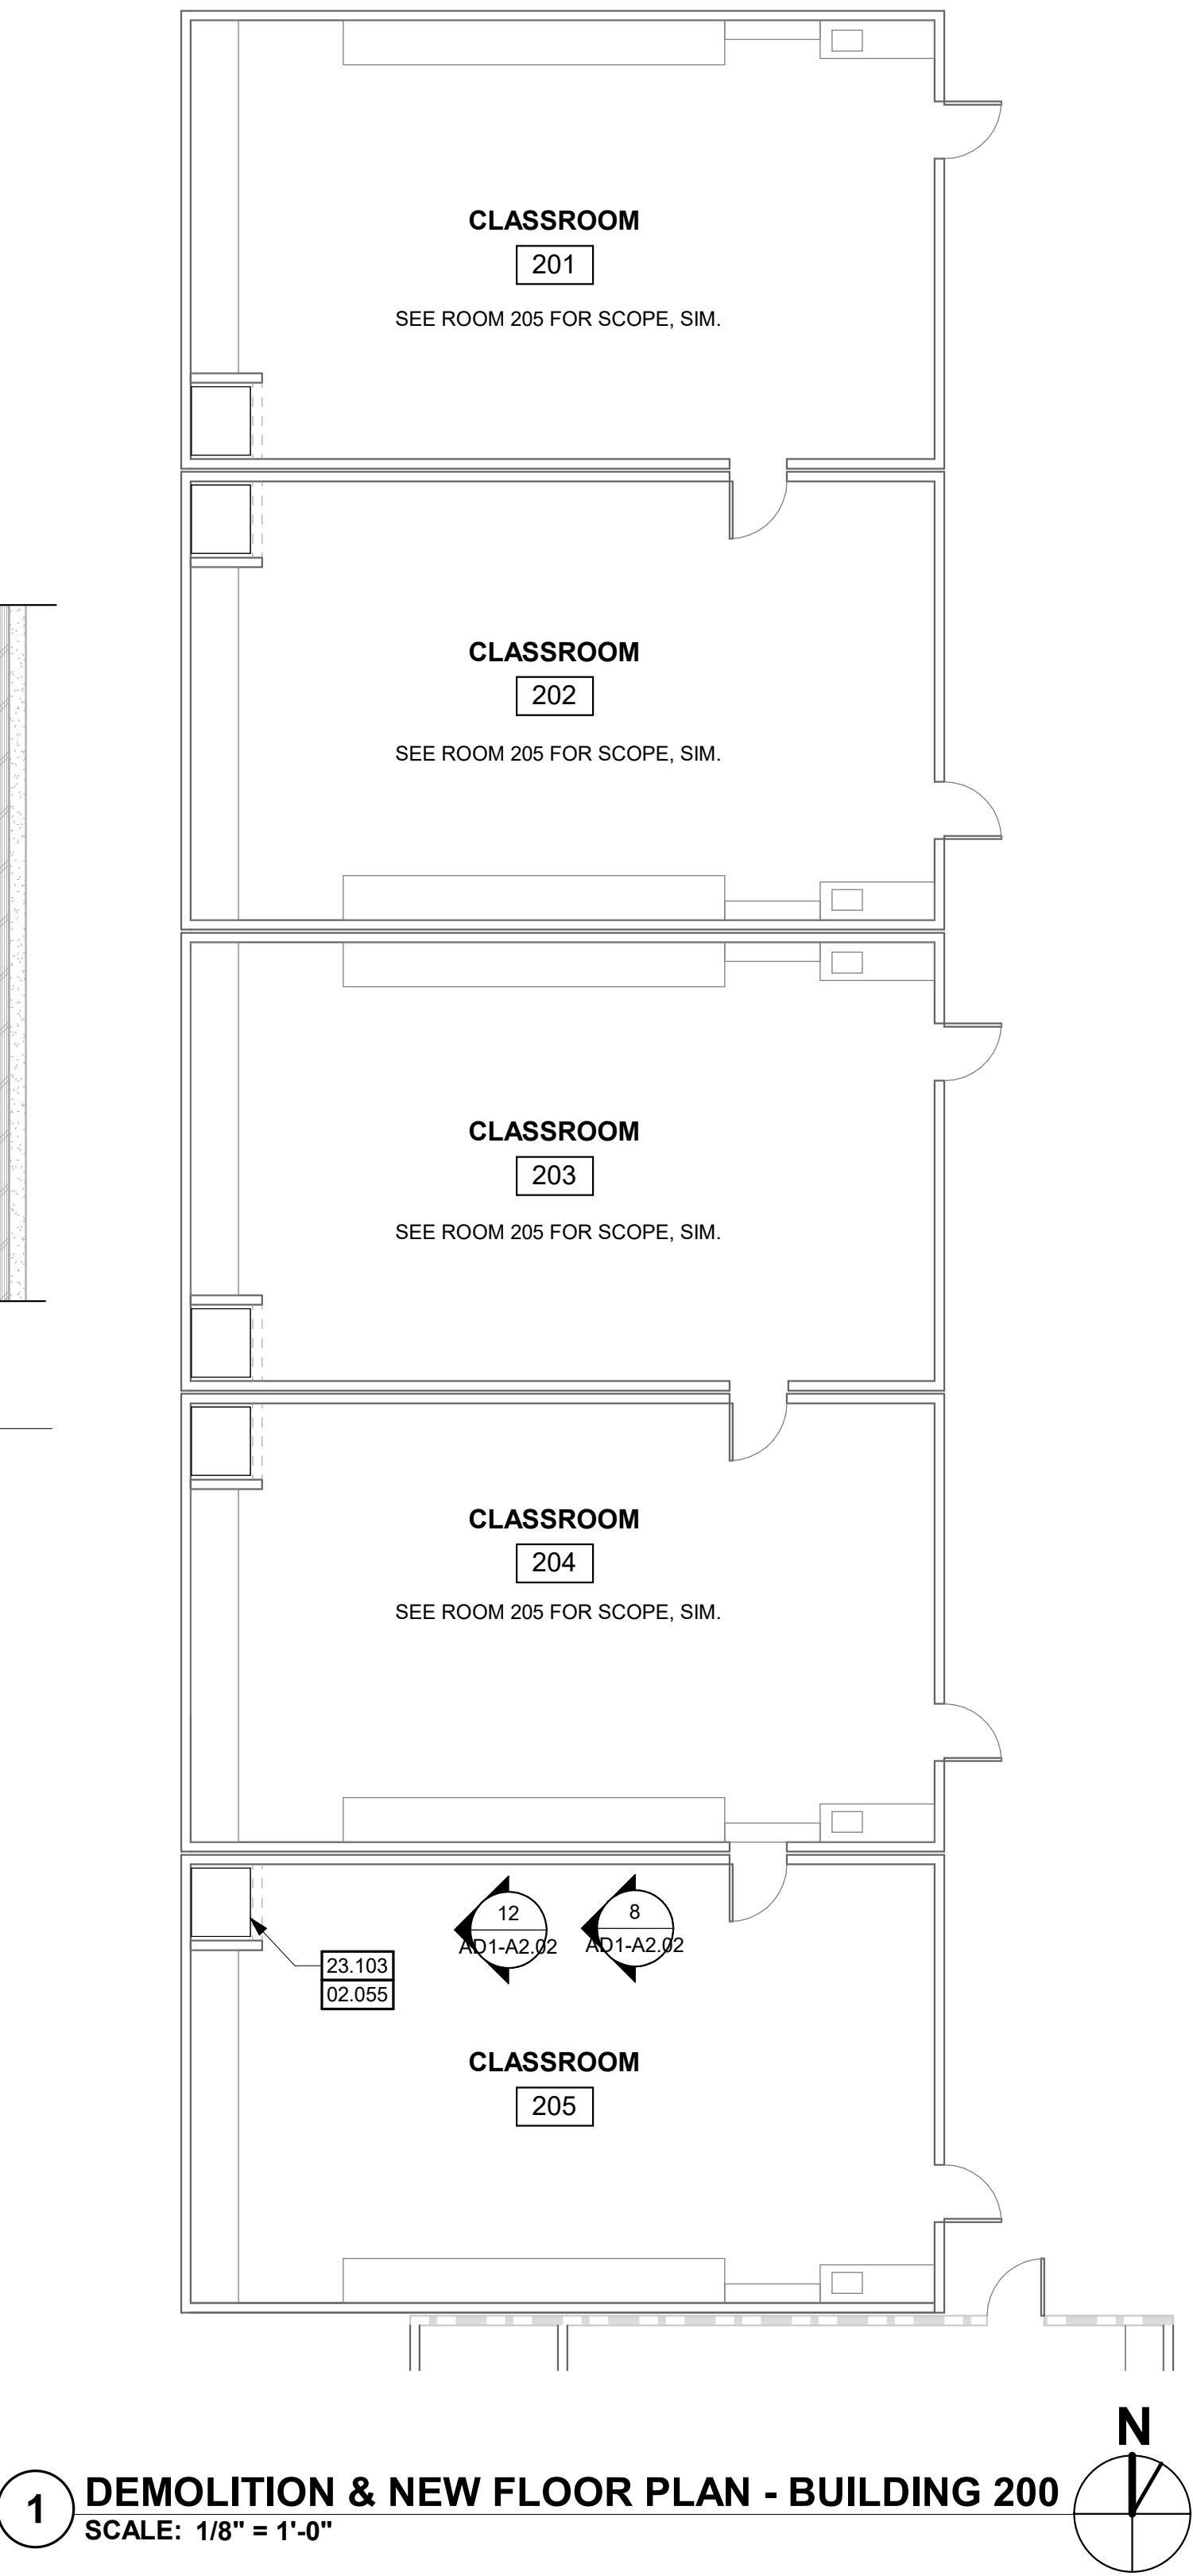 CLASSROOM
201
SEE ROOM 205 FOR SCOPE, SIM.
CLASSROOM
202
SEE ROOM 205 FOR SCOPE, SIM.
CLASSROOM
203
SEE ROOM 205 FOR SCOPE, SIM.
CLASSROOM
204
SEE ROOM 205 FOR SCOPE, SIM.
12
AD1-A2.02
8
AD1-A2.02
23.103
02.055
CLASSROOM
205
N
1
DEMOLITION & NEW FLOOR PLAN - BUILDING 200
SCALE: 1/8" = 1'-0"